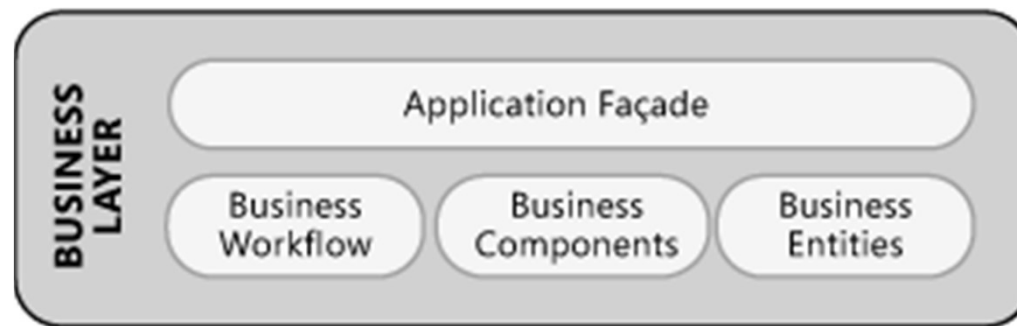 BUSINESS
LAYER
Application Façade
Business
Workflow
Business
Components
Business
Entities